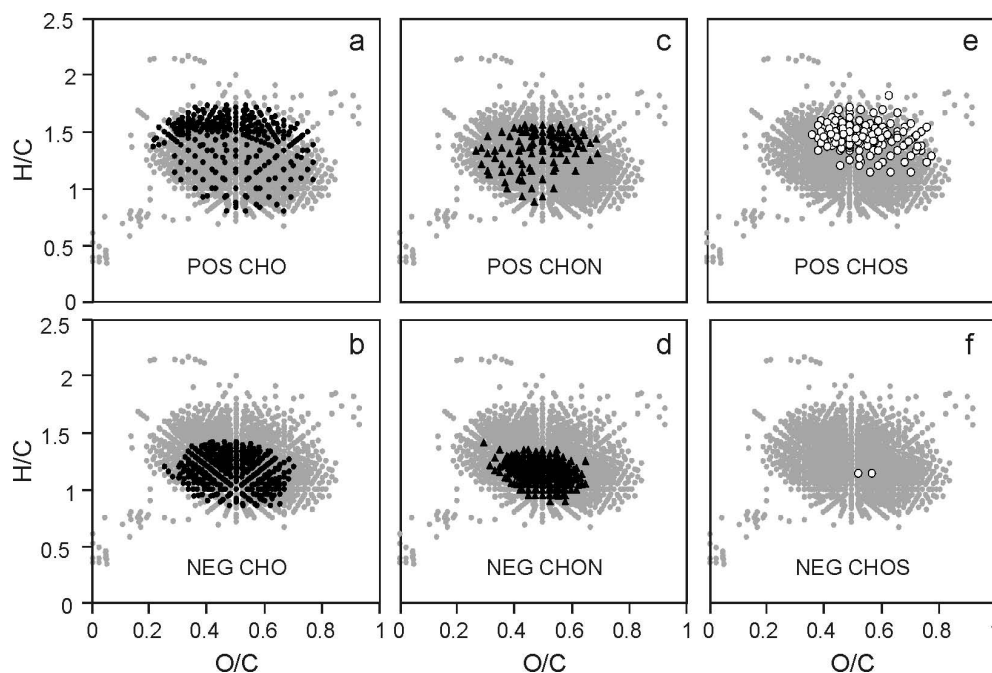 2.5 a c e
2
1.5
H/C
1
0.5
POS CHO POS CHON POS CHOS
0
2.5 b d f
2
1.5
H/C
1
0.5
NEG CHO NEG CHON NEG CHOS
0
0 0.2 0.4 0.6 0.8 1 0 0.2 0.4 0.6 0.8 1 0 0.2 0.4 0.6 0.8
O/C O/C O/C